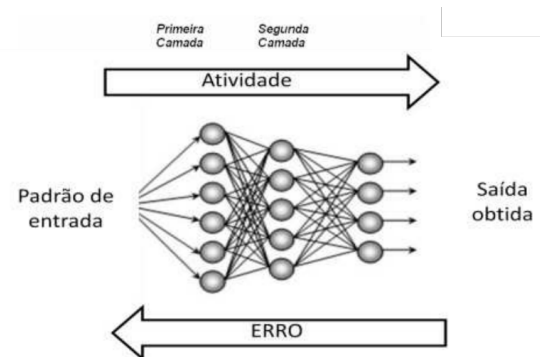 Primeira
Camada
Segunda
Camada
Atividade
Padrão de
entrada
Saída
obtida
ERRO